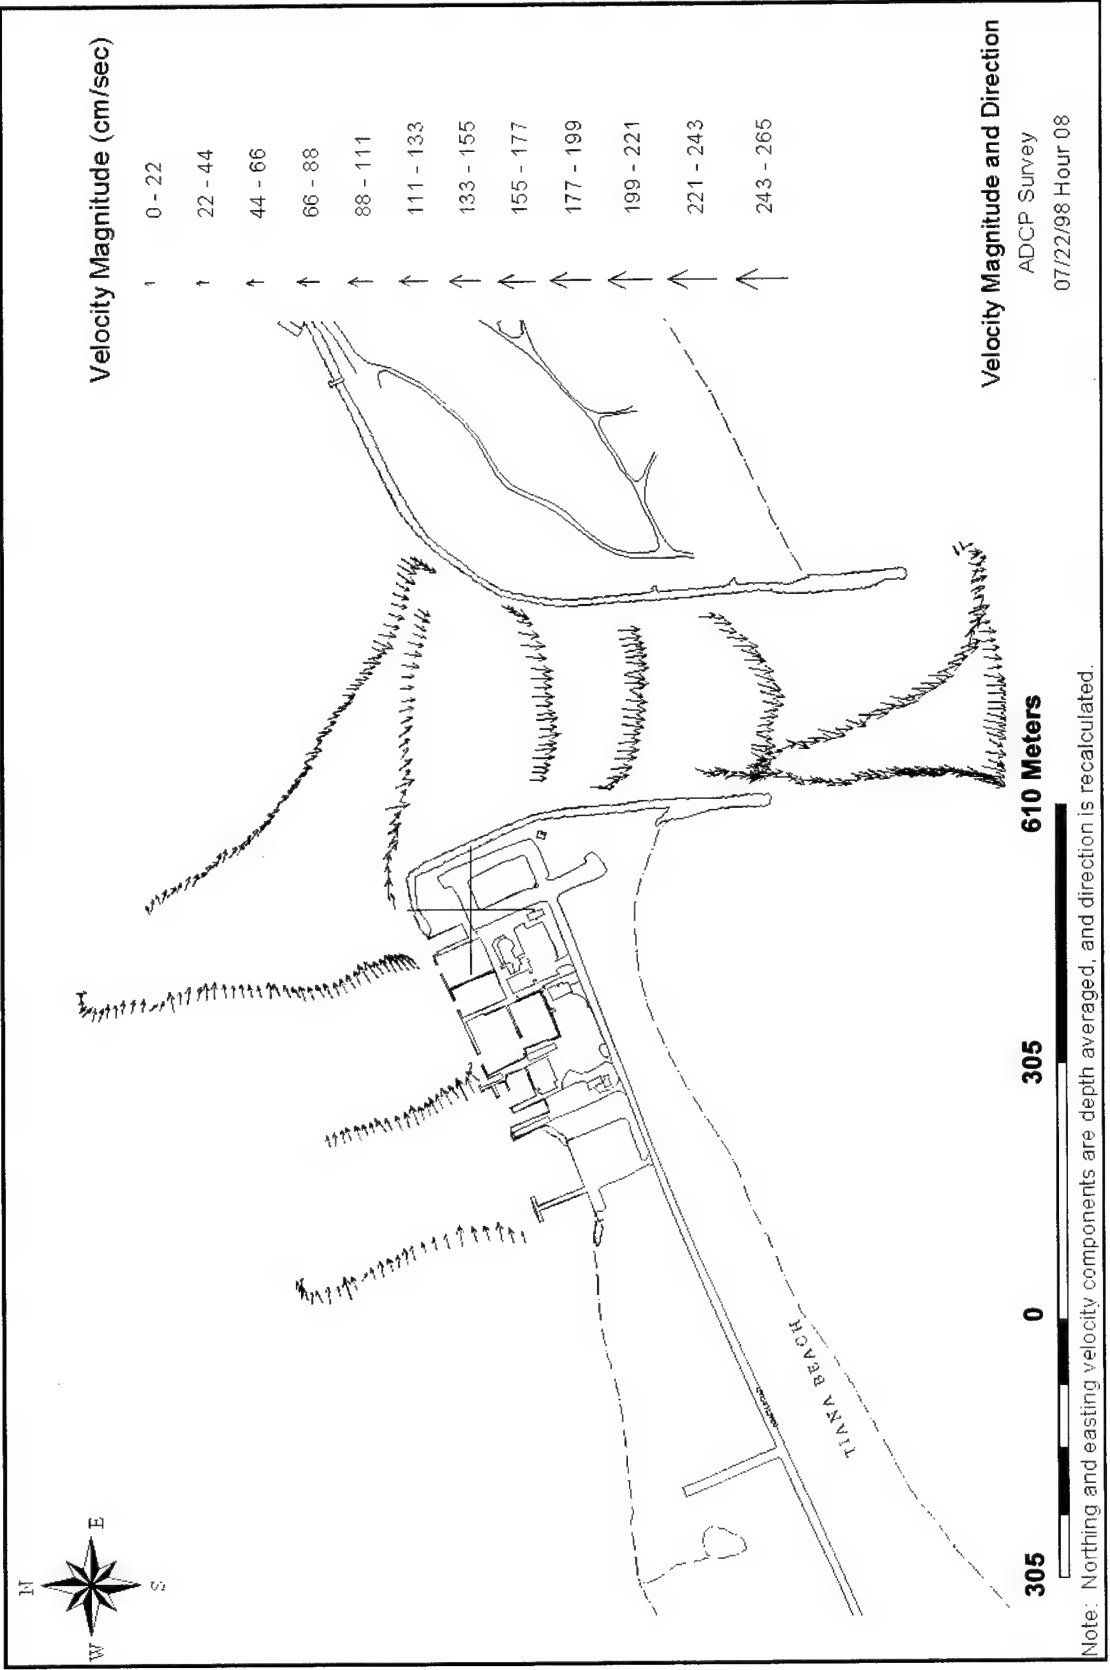 N
W E
S
Velocity Magnitude (cm/sec)
0 - 22
22 - 44
44 - 66
66 - 88
88 - 111
111 - 133
133 - 155
155 - 177
177 - 199
199 - 221
221 - 243
243 - 265
TIANA BEACH
305 0 305 610 Meters
Velocity Magnitude and Direction
ADCP Survey
07/22/98 Hour 08
Note: Northing and easting velocity components are depth averaged, and direction is recalculated.